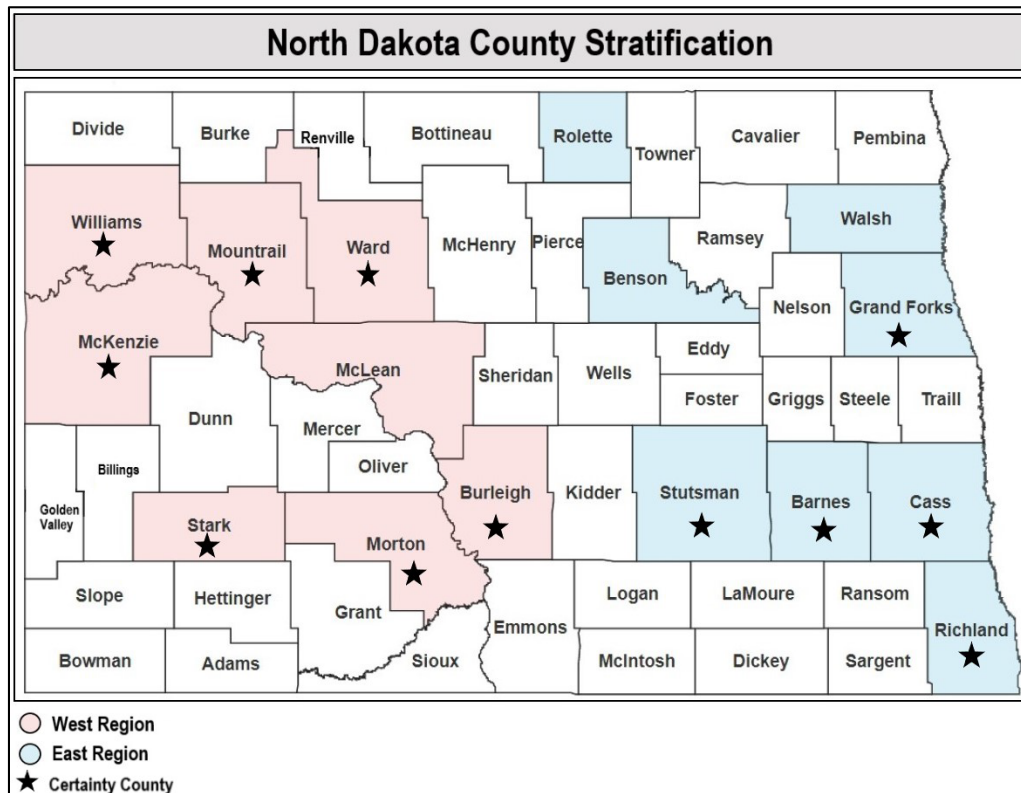 North Dakota County Stratification
Divide
Burke
Renville
Bottineau
Rolette
Towner
Cavalier
Pembina
Williams
Mountrail
Ward
McHenry
Pierce
Benson
Ramsey
Walsh
Nelson
Grand Forks
McKenzie
McLean
Sheridan
Wells
Eddy
Foster
Griggs
Steele
Traill
Dunn
Mercer
Oliver
Billings
Golden
Valley
Stark
Morton
Burleigh
Kidder
Stutsman
Barnes
Cass
Slope
Hettinger
Grant
Emmons
Logan
LaMoure
Ransom
Richland
Bowman
Adams
Sioux
McIntosh
Dickey
Sargent
West Region
East Region
Certainty County